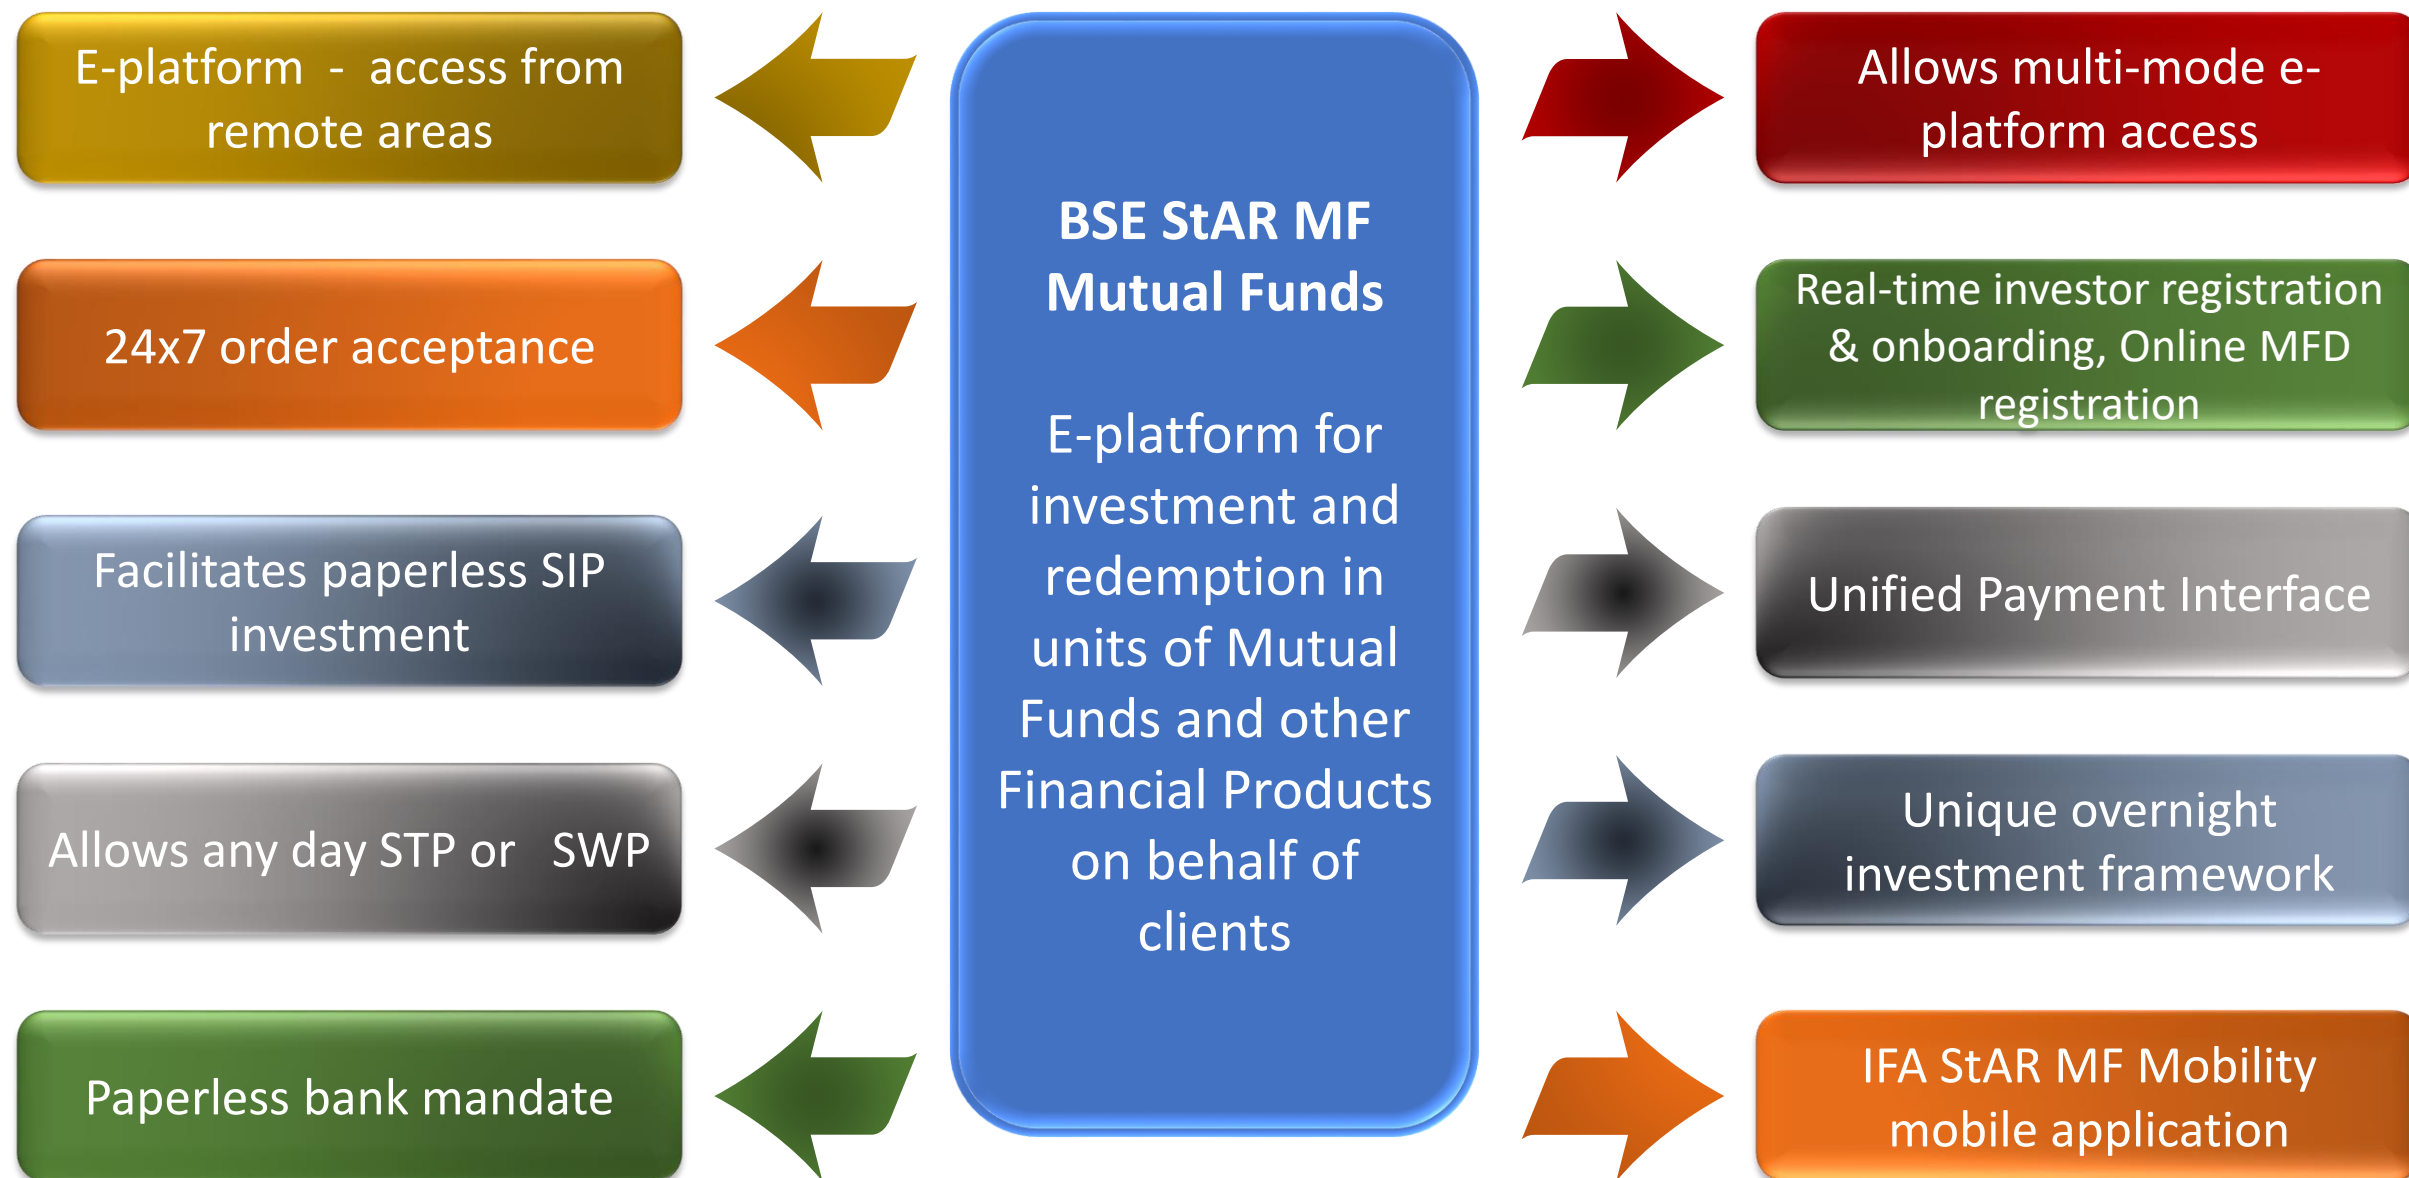 E-platform - access from
remote areas
24x7 order acceptance
Facilitates paperless SIP
investment
Allows any day STP or SWP
Paperless bank mandate
BSE StAR MF
Mutual Funds
E-platform for
investment and
redemption in
units of Mutual
Funds and other
Financial Products
on behalf of
clients
Allows multi-mode e-
platform access
Real-time investor registration
& onboarding, Online MFD
registration
Unified Payment Interface
Unique overnight
investment framework
IFA StAR MF Mobility
mobile application